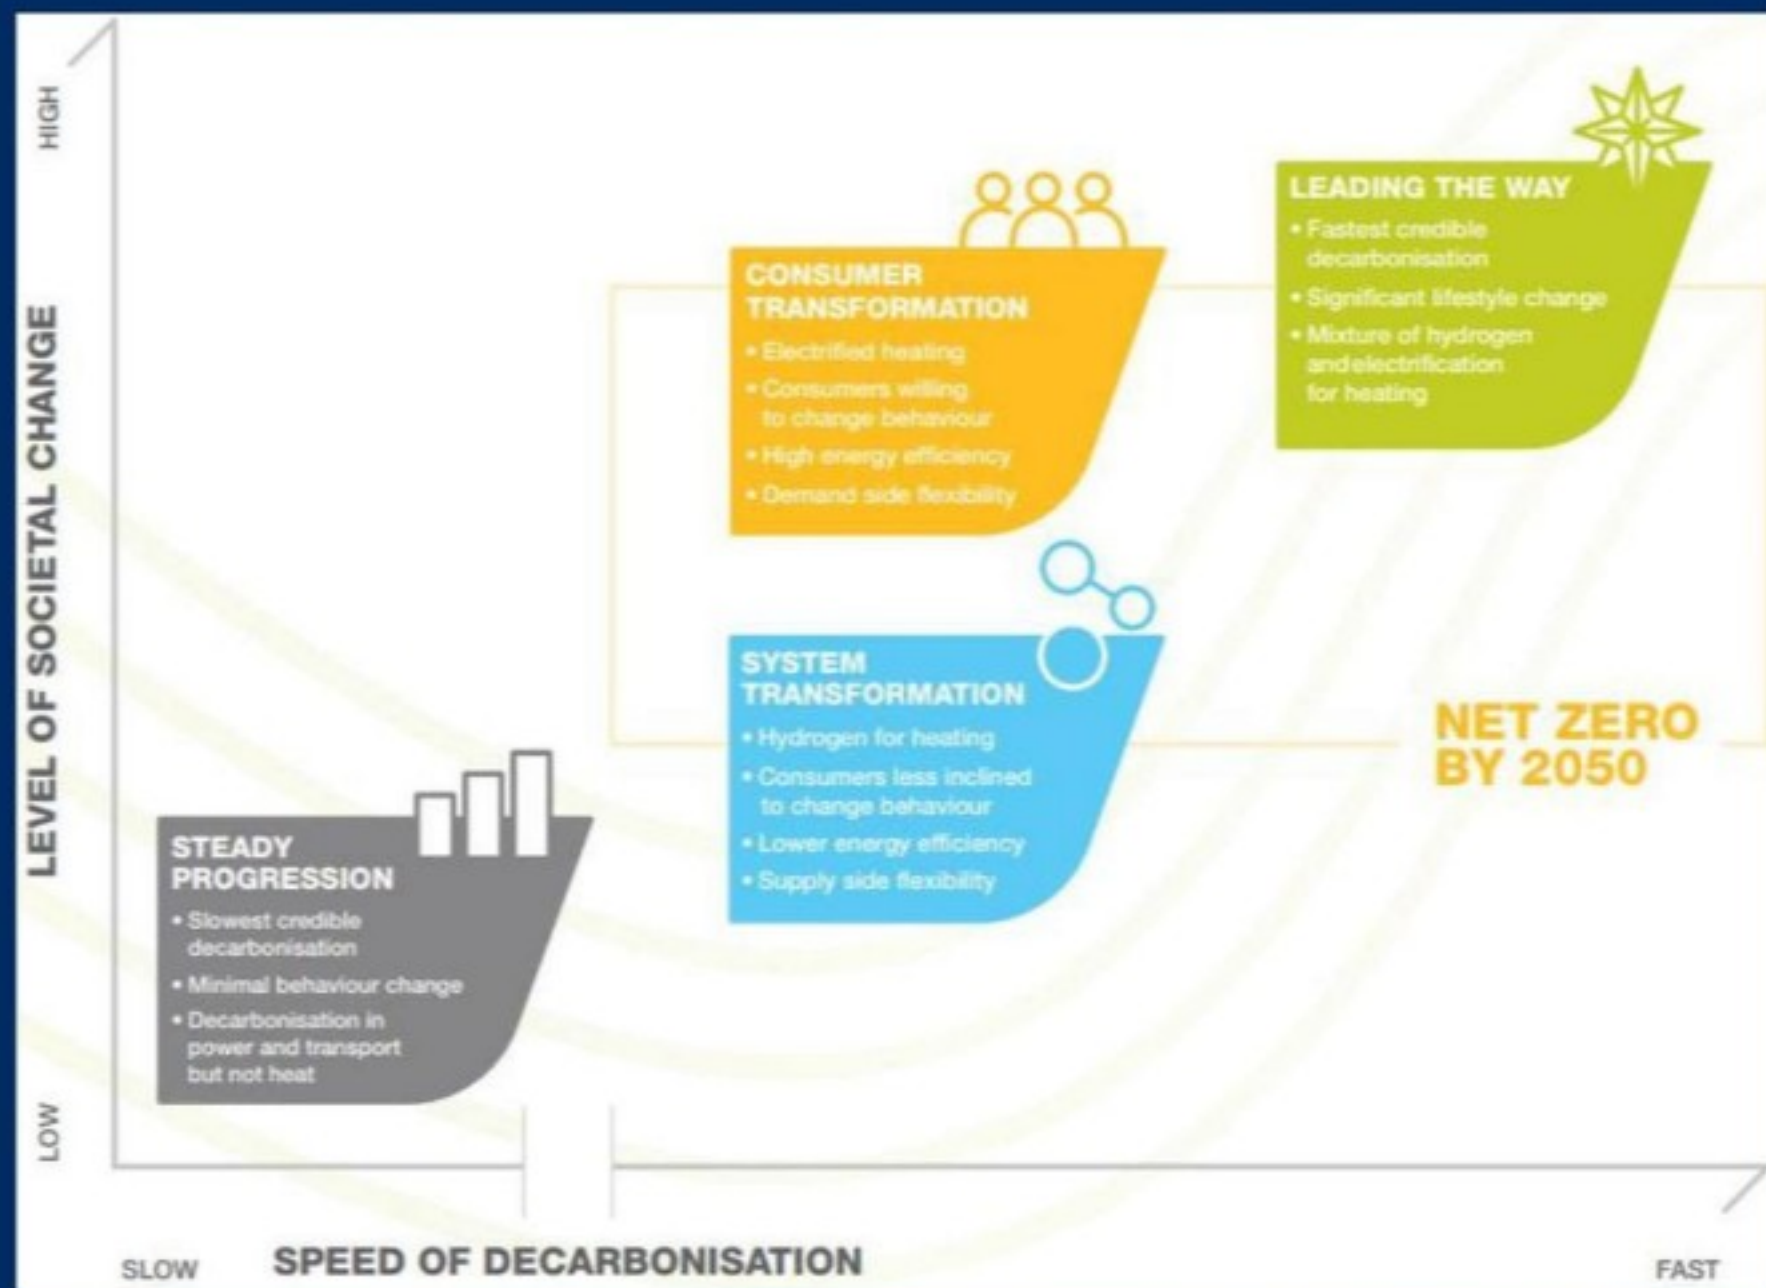 HIGH
LEVEL OF SOCIETAL CHANGE
LOW
LEADING THE WAY
• Fastest credible
decarbonisation
• Significant lifestyle change
• Mixture of hydrogen
andelectrification
for heating
CONSUMER
TRANSFORMATION
• Electrified heating
• Consumers willing
to change behaviour
• High energy efficiency
• Demand side flexibility
SYSTEM
TRANSFORMATION
• Hydrogen for heating
• Consumers less inclined
to change behaviour
• Lower energy efficiency
• Supply side flexibility
NET ZERO
BY 2050
STEADY
PROGRESSION
• Slowest credible
decarbonisation
• Minimal behaviour change
• Decarbonisation in
power and transport
but not heat
SLOW
SPEED OF DECARBONISATION
FAST